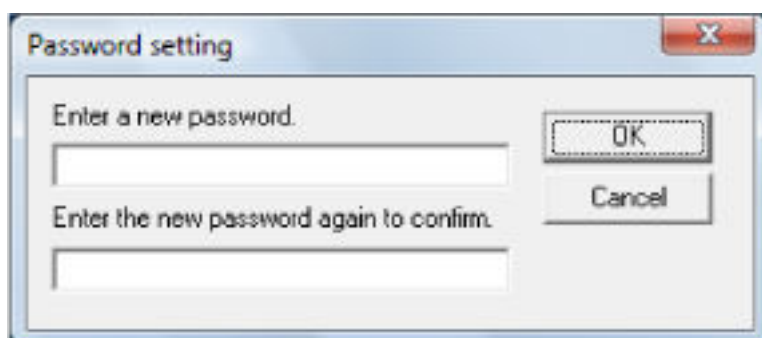 Password setting
Enter a new password.
OK
Cancel
Enter the new password again to confirm.